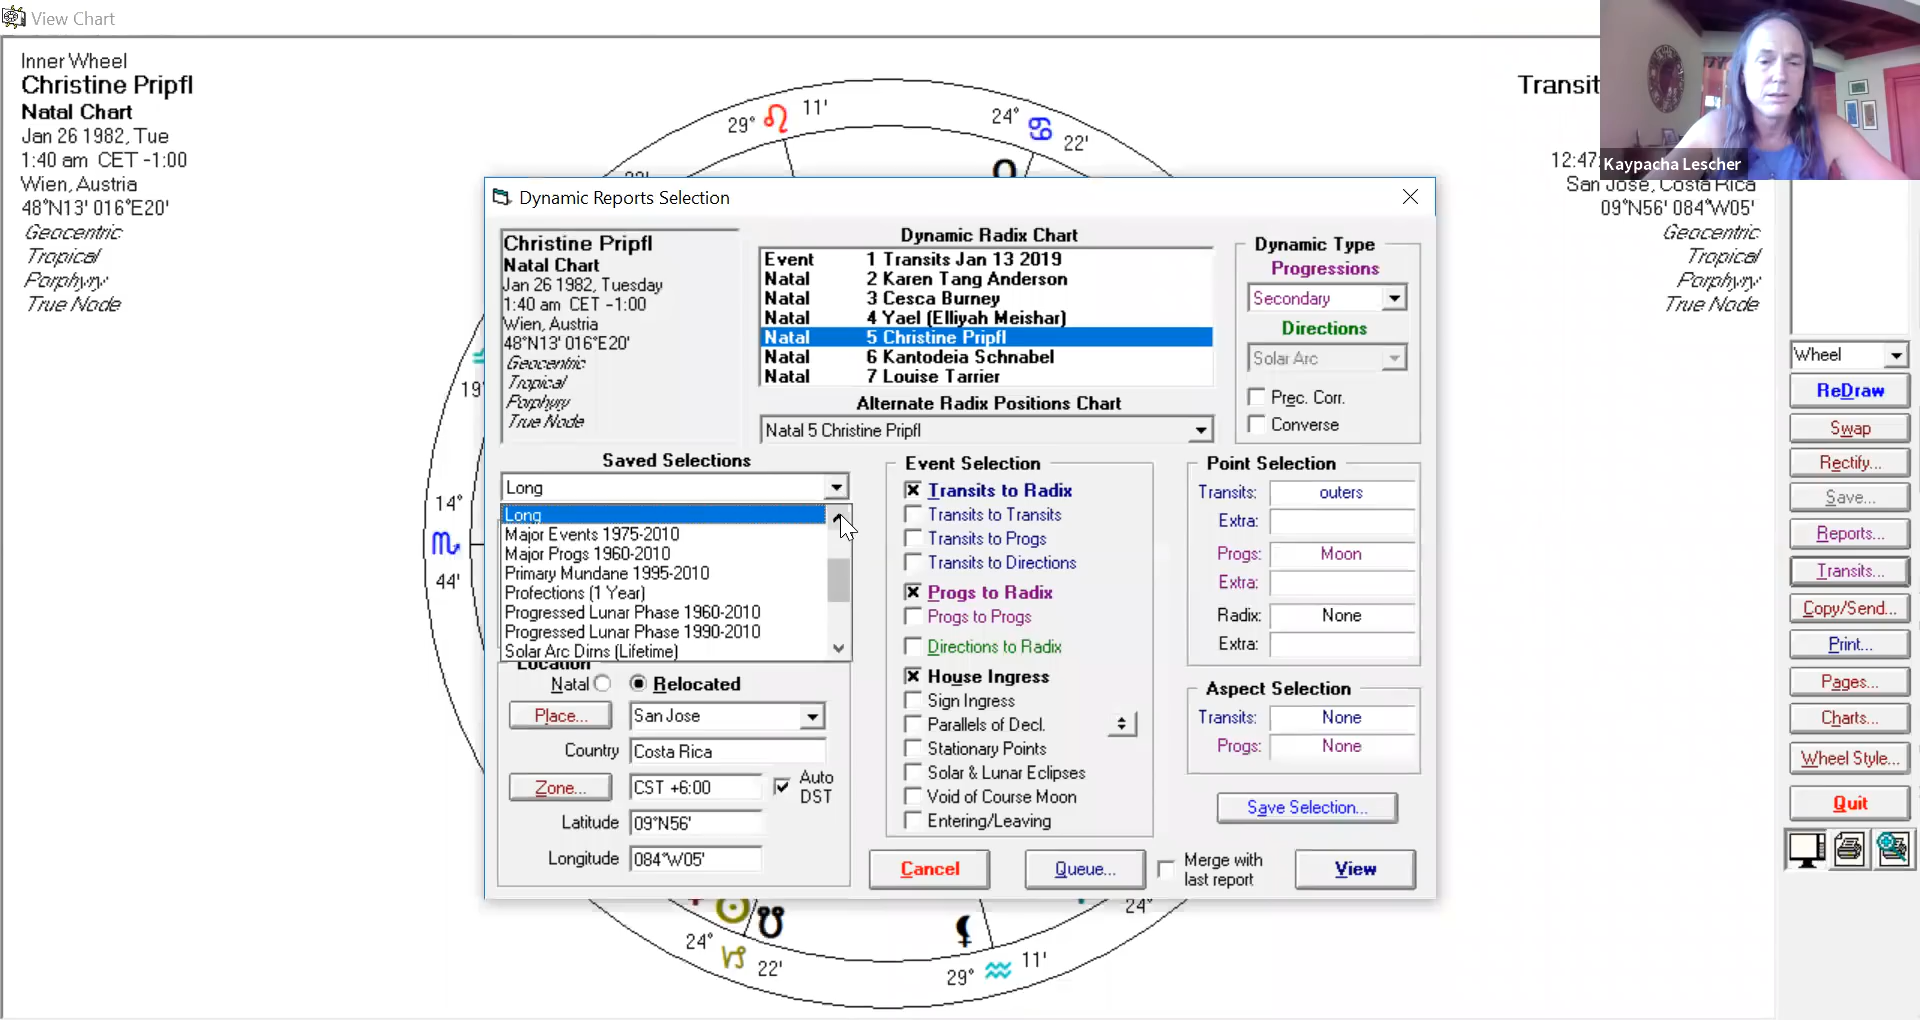 View Chart
Inner Wheel
Christine Pripfl
Natal Chart
Jan 26 1982, Tue
1:40 am CET -1:00
Wien, Austria
48°N13' 016°E20'
Geocentric
Tropical
Porphyry
True Node
29° 11'
24° 22'
19°
14°
44'
24° 22'
29° 11'
24°
12:47
San Jose, Costa Rica
09°N56' 084°W05'
Geocentric
Tropical
Porphyry
True Node
Kaypacha Lescher
Dynamic Reports Selection
Christine Pripfl
Natal Chart
Jan 26 1982, Tuesday
1:40 am CET -1:00
Wien, Austria
48°N13' 016°E20'
Geocentric
Tropical
Porphyry
True Node
Dynamic Radix Chart
Event 1 Transits Jan 13 2019
Natal 2 Karen Tang Anderson
Natal 3 Cesca Burney
Natal 4 Yael (Elliyah Meishar)
Natal 5 Christine Pripfl
Natal 6 Kantodeia Schnabel
Natal 7 Louise Tarrier
Alternate Radix Positions Chart
Natal 5 Christine Pripfl
Dynamic Type
Progressions
Secondary
Directions
Solar Arc
Prec. Corr.
Converse
Saved Selections
Long
Long
Major Events 1975-2010
Major Progs 1960-2010
Primary Mundane 1995-2010
Profections (1 Year)
Progressed Lunar Phase 1960-2010
Progressed Lunar Phase 1990-2010
Solar Arc Dirns (Lifetime)
Location
Natal Relocated
Place... San Jose
Country Costa Rica
Zone... CST +6:00 Auto DST
Latitude 09°N56'
Longitude 084°W05'
Event Selection
Transits to Radix
Transits to Transits
Transits to Progs
Transits to Directions
Progs to Radix
Progs to Progs
Directions to Radix
House Ingress
Sign Ingress
Parallels of Decl.
Stationary Points
Solar & Lunar Eclipses
Void of Course Moon
Entering/Leaving
Point Selection
Transits: outers
Extra:
Progs: Moon
Extra:
Radix: None
Extra:
Aspect Selection
Transits: None
Progs: None
Save Selection...
Cancel
Queue...
Merge with
last report
View
Wheel
ReDraw
Swap
Rectify...
Save...
Reports...
Transits...
Copy/Send...
Print...
Pages...
Charts...
Wheel Style...
Quit